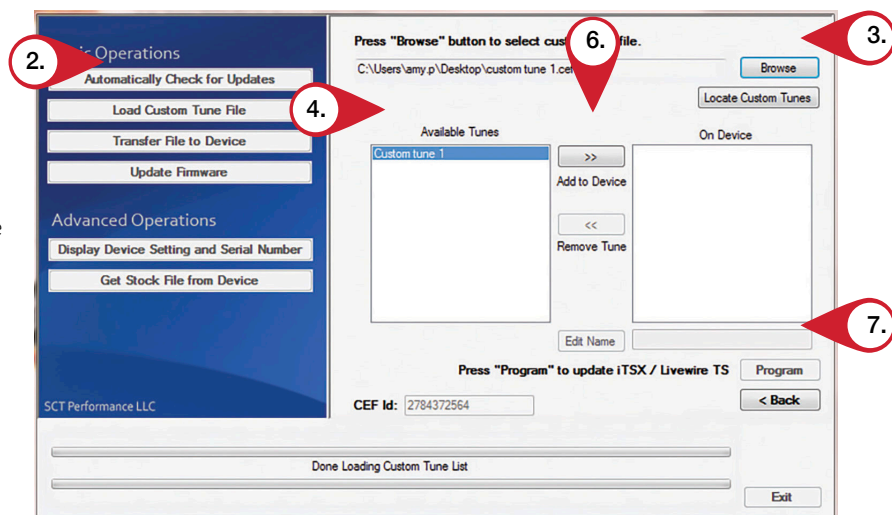 2.
ic Operations
Automatically Check for Updates
Load Custom Tune File
Transfer File to Device
Update Firmware
e
Advanced Operations
Display Device Setting and Serial Number
Get Stock File from Device
SCT Performance LLC
Press "Browse" button to select cus 6. file.
3.
C:\Users\amy.p\Desktop\custom tune 1.cef
Browse
Locate Custom Tunes
4.
Available Tunes
On Device
Custom tune 1
>>
Add to Device
<<
Remove Tune
Edit Name
7.
Press "Program" to update iTSX / Livewire TS
Program
CEF Id: 2784372564
< Back
Done Loading Custom Tune List
Exit